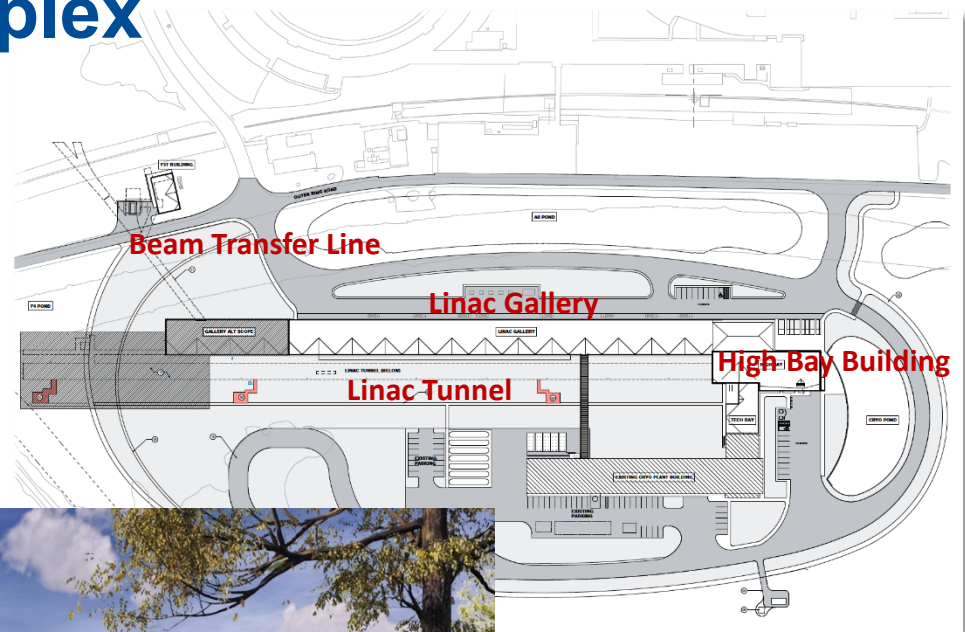 plex
F37 BUILDING
OUTER RING ROAD
A0 POND
Beam Transfer Line
F4 POND
Linac Gallery
GALLERY ALT SCOPE
LINAC GALLERY
High Bay Building
LINAC TUNNEL (BELOW)
Linac Tunnel
TECH BAY
CRYO POND
EXISTING
PARKING
EXISTING CRYO PLANT BUILDING
EXISTING
PARKING